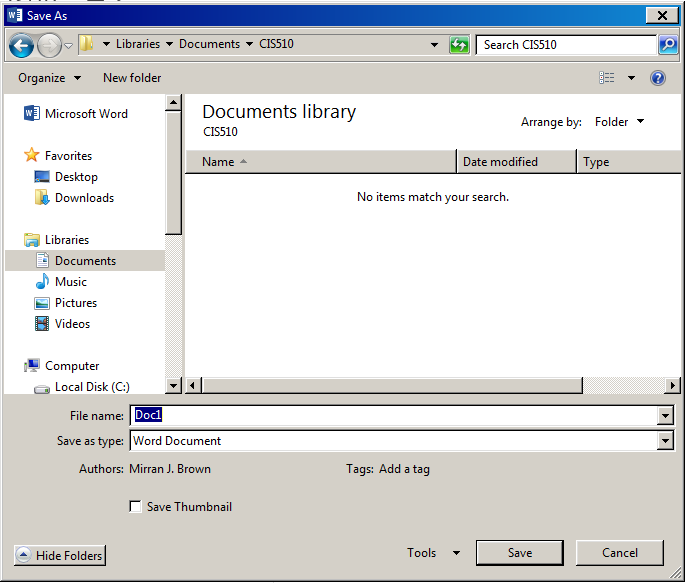 Save As
Libraries Documents CIS510
Search CIS510
Organize New folder
Microsoft Word
Favorites
Desktop
Downloads
Libraries
Documents
Music
Pictures
Videos
Computer
Local Disk (C:)
Documents library
CIS510
Arrange by: Folder
Name Date modified Type
No items match your search.
File name: Doc1
Save as type: Word Document
Authors: Mirran J. Brown Tags: Add a tag
Save Thumbnail
Hide Folders Tools Save Cancel